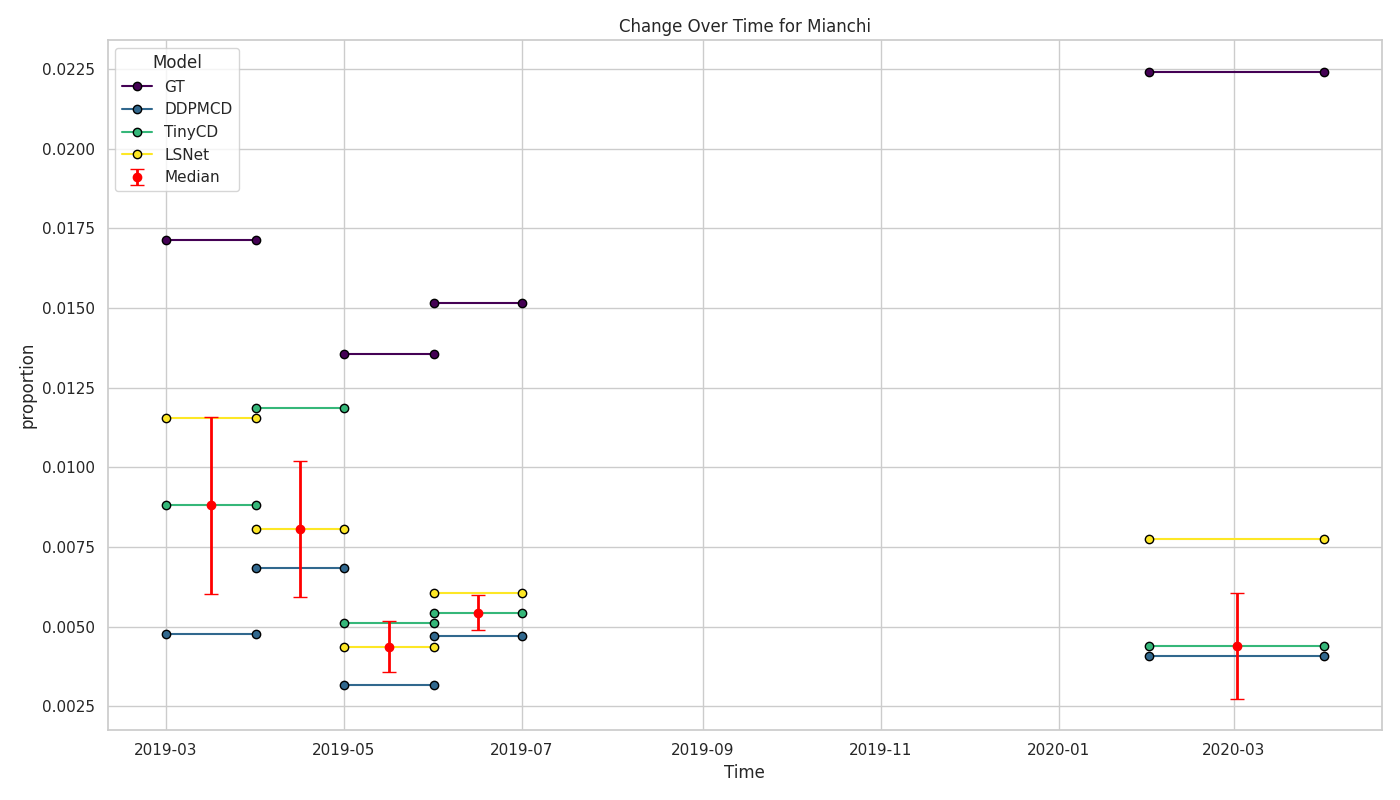 Change Over Time for Mianchi
Model
GT
DDPMCD
TinyCD
LSNet
Median
0.0225
0.0200
0.0175
0.0150
0.0125
0.0100
0.0075
0.0050
0.0025
proportion
2019-03
2019-05
2019-07
2019-09
2019-11
2020-01
2020-03
Time